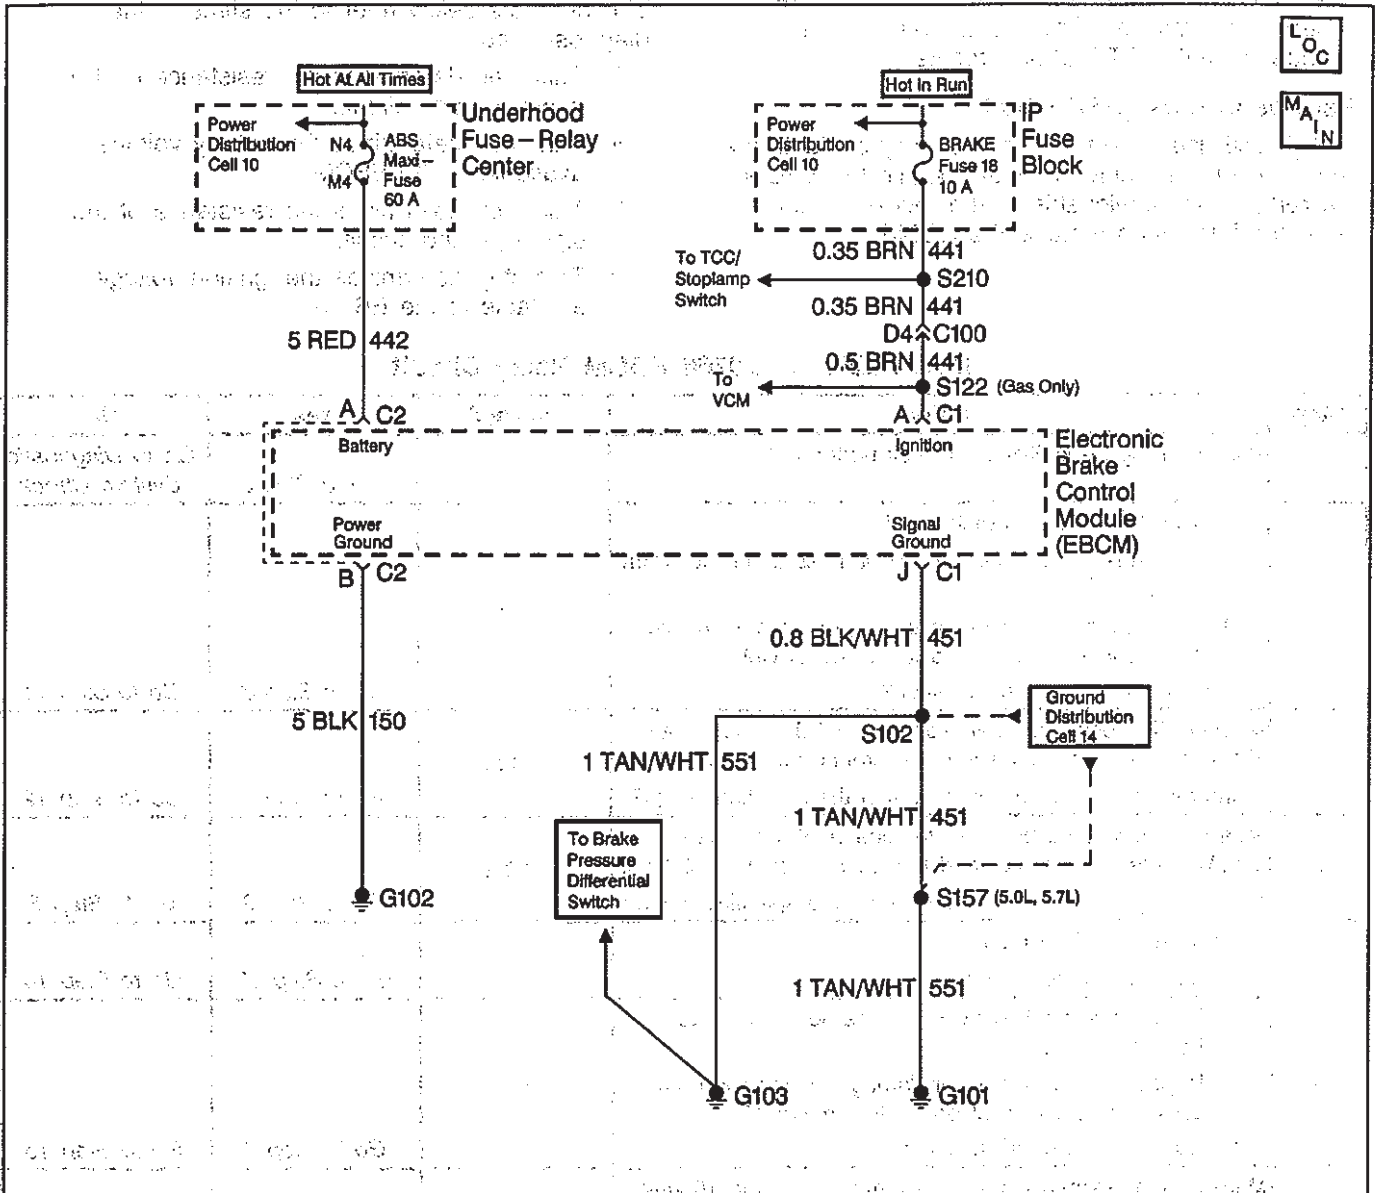 LOC
MAIN
Hot At All Times
Hot In Run
Power
Distribution
Cell 10
N4
M4
ABS
Maxi–
Fuse
60 A
Underhood
Fuse – Relay
Center
Power
Distribution
Cell 10
BRAKE
Fuse 18
10 A
IP
Fuse
Block
0.35 BRN 441
To TCC/
Stoplamp
Switch
S210
0.35 BRN 441
D4 C100
5 RED 442
0.5 BRN 441
To
VCM
S122 (Gas Only)
A C2
A C1
Battery
Ignition
Electronic
Brake
Control
Module
(EBCM)
Power
Ground
Signal
Ground
B C2
J C1
0.8 BLK/WHT 451
5 BLK 150
S102
Ground
Distribution
Cell 14
1 TAN/WHT 551
1 TAN/WHT 451
To Brake
Pressure
Differential
Switch
G102
S157 (5.0L, 5.7L)
1 TAN/WHT 551
G103
G101